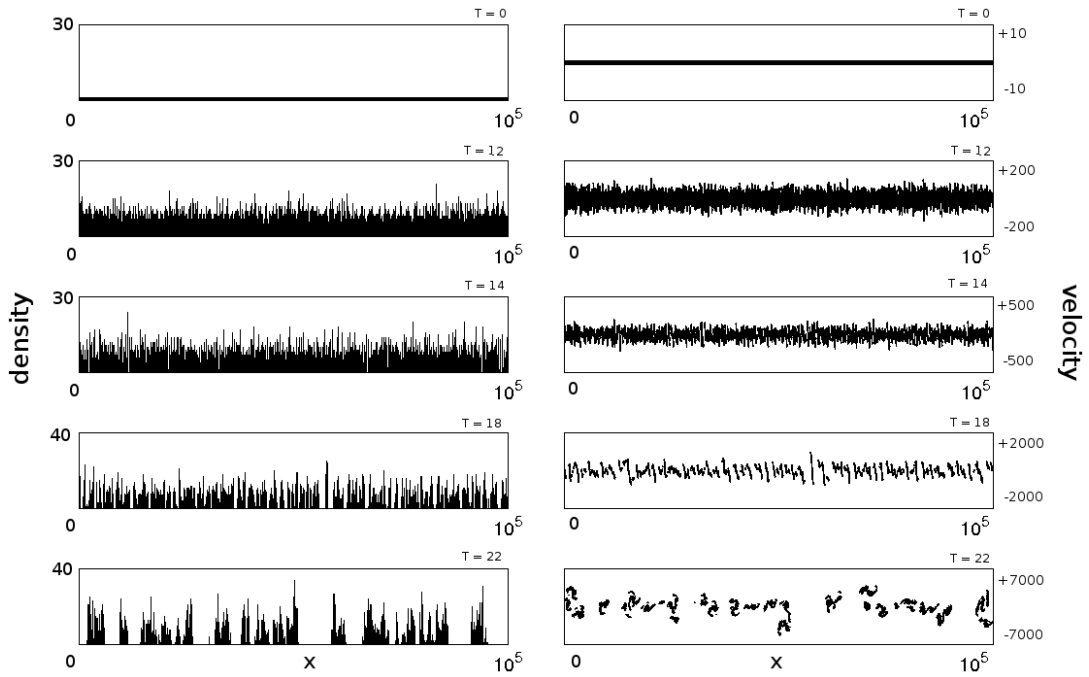 T = 0
T = 0
30
+10
-10
0
10^5
0
10^5
T = 12
T = 12
30
+200
-200
0
10^5
0
10^5
T = 14
T = 14
30
+500
density
velocity
-500
0
10^5
0
10^5
T = 18
T = 18
40
+2000
-2000
0
10^5
0
10^5
T = 22
T = 22
40
+7000
-7000
0
x
10^5
0
x
10^5